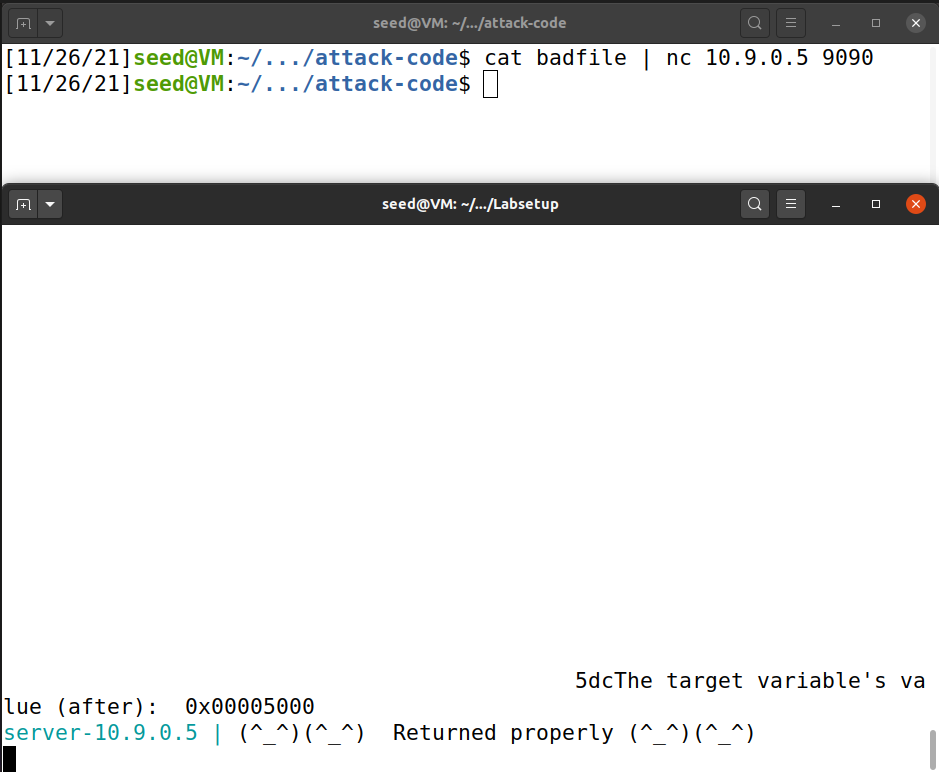 seed@VM: ~/.../attack-code
[11/26/21]seed@VM:~/.../attack-code$ cat badfile | nc 10.9.0.5 9090
[11/26/21]seed@VM:~/.../attack-code$
seed@VM: ~/.../Labsetup
5dcThe target variable's va
lue (after):  0x00005000
server-10.9.0.5 | (^_^)(^_^)  Returned properly (^_^)(^_^)